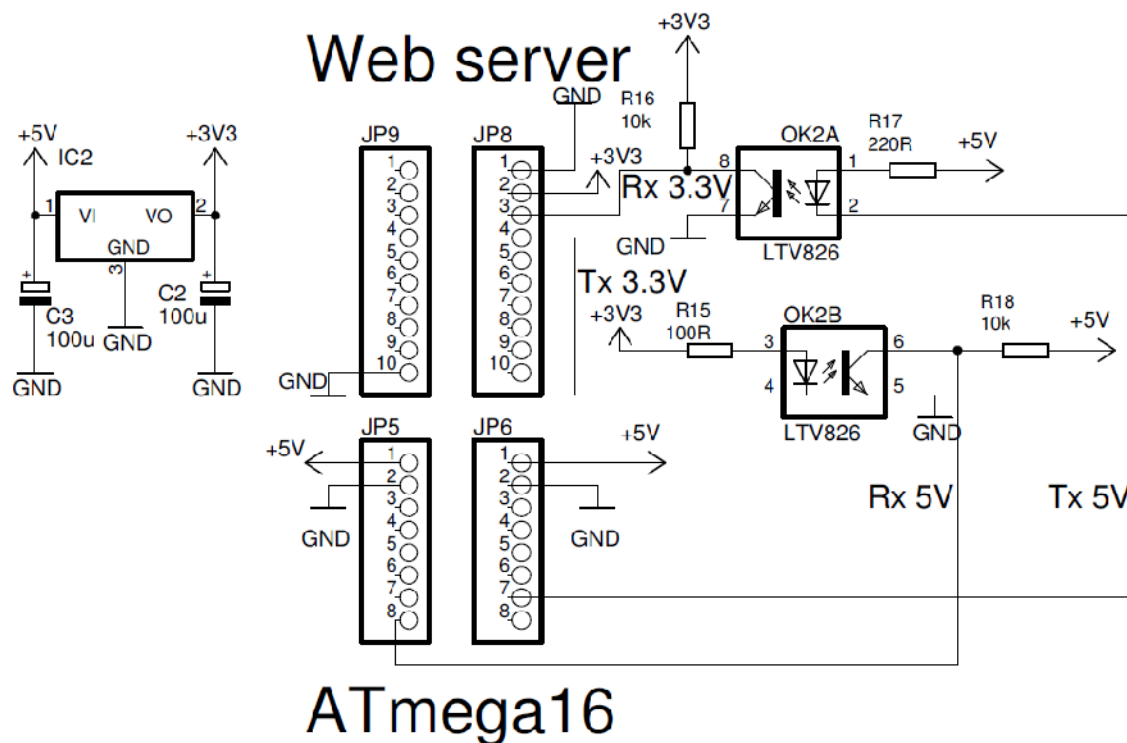 Web server
+3V3
GND
R16
10k
JP9
JP8
OK2A
R17
220R
+5V
+5V
IC2
+3V3
+3V3
Rx 3.3V
8
1
7
2
GND
LTV826
1
VI
VO
2
GND
3
1
2
3
4
5
6
7
8
9
10
1
2
3
4
5
6
7
8
9
10
+
C3
100u
+
C2
100u
GND
GND
GND
GND
Tx 3.3V
+3V3
R15
100R
OK2B
R18
10k
+5V
3
6
4
5
LTV826
GND
JP5
JP6
+5V
+5V
1
2
3
4
5
6
7
8
1
2
3
4
5
6
7
8
GND
GND
Rx 5V
Tx 5V
ATmega16